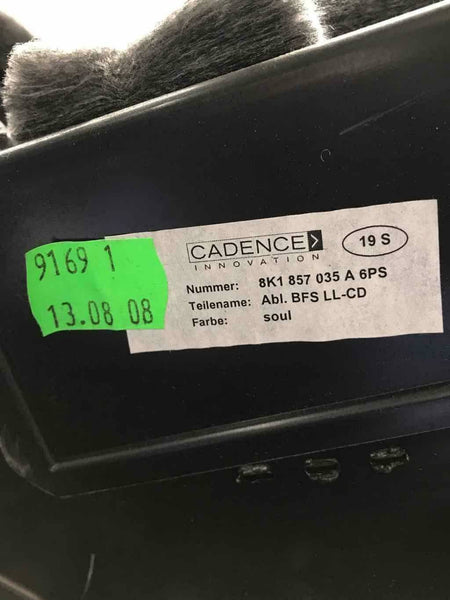 9169 1
13.08 08
CADENCE
INNOVATION
19 S
Nummer: 8K1 857 035 A 6PS
Teilename: Abl. BFS LL-CD
Farbe: soul